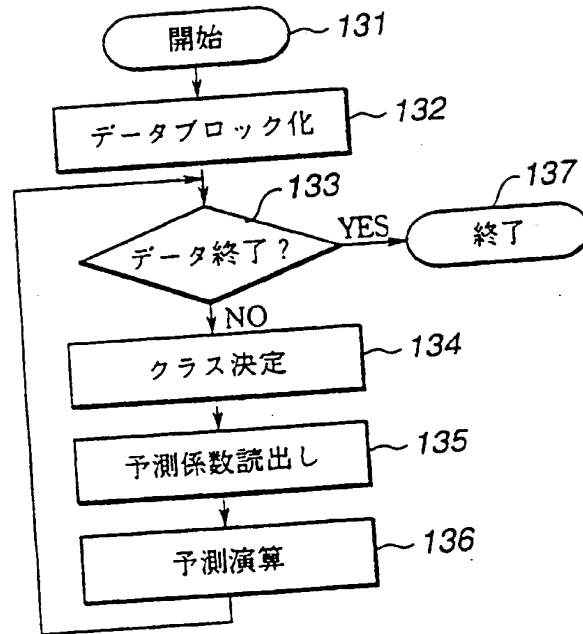 開始 131
データブロック化 132
133
137
データ終了? YES 終了
NO
クラス決定 134
予測係数読出し 135
予測演算 136